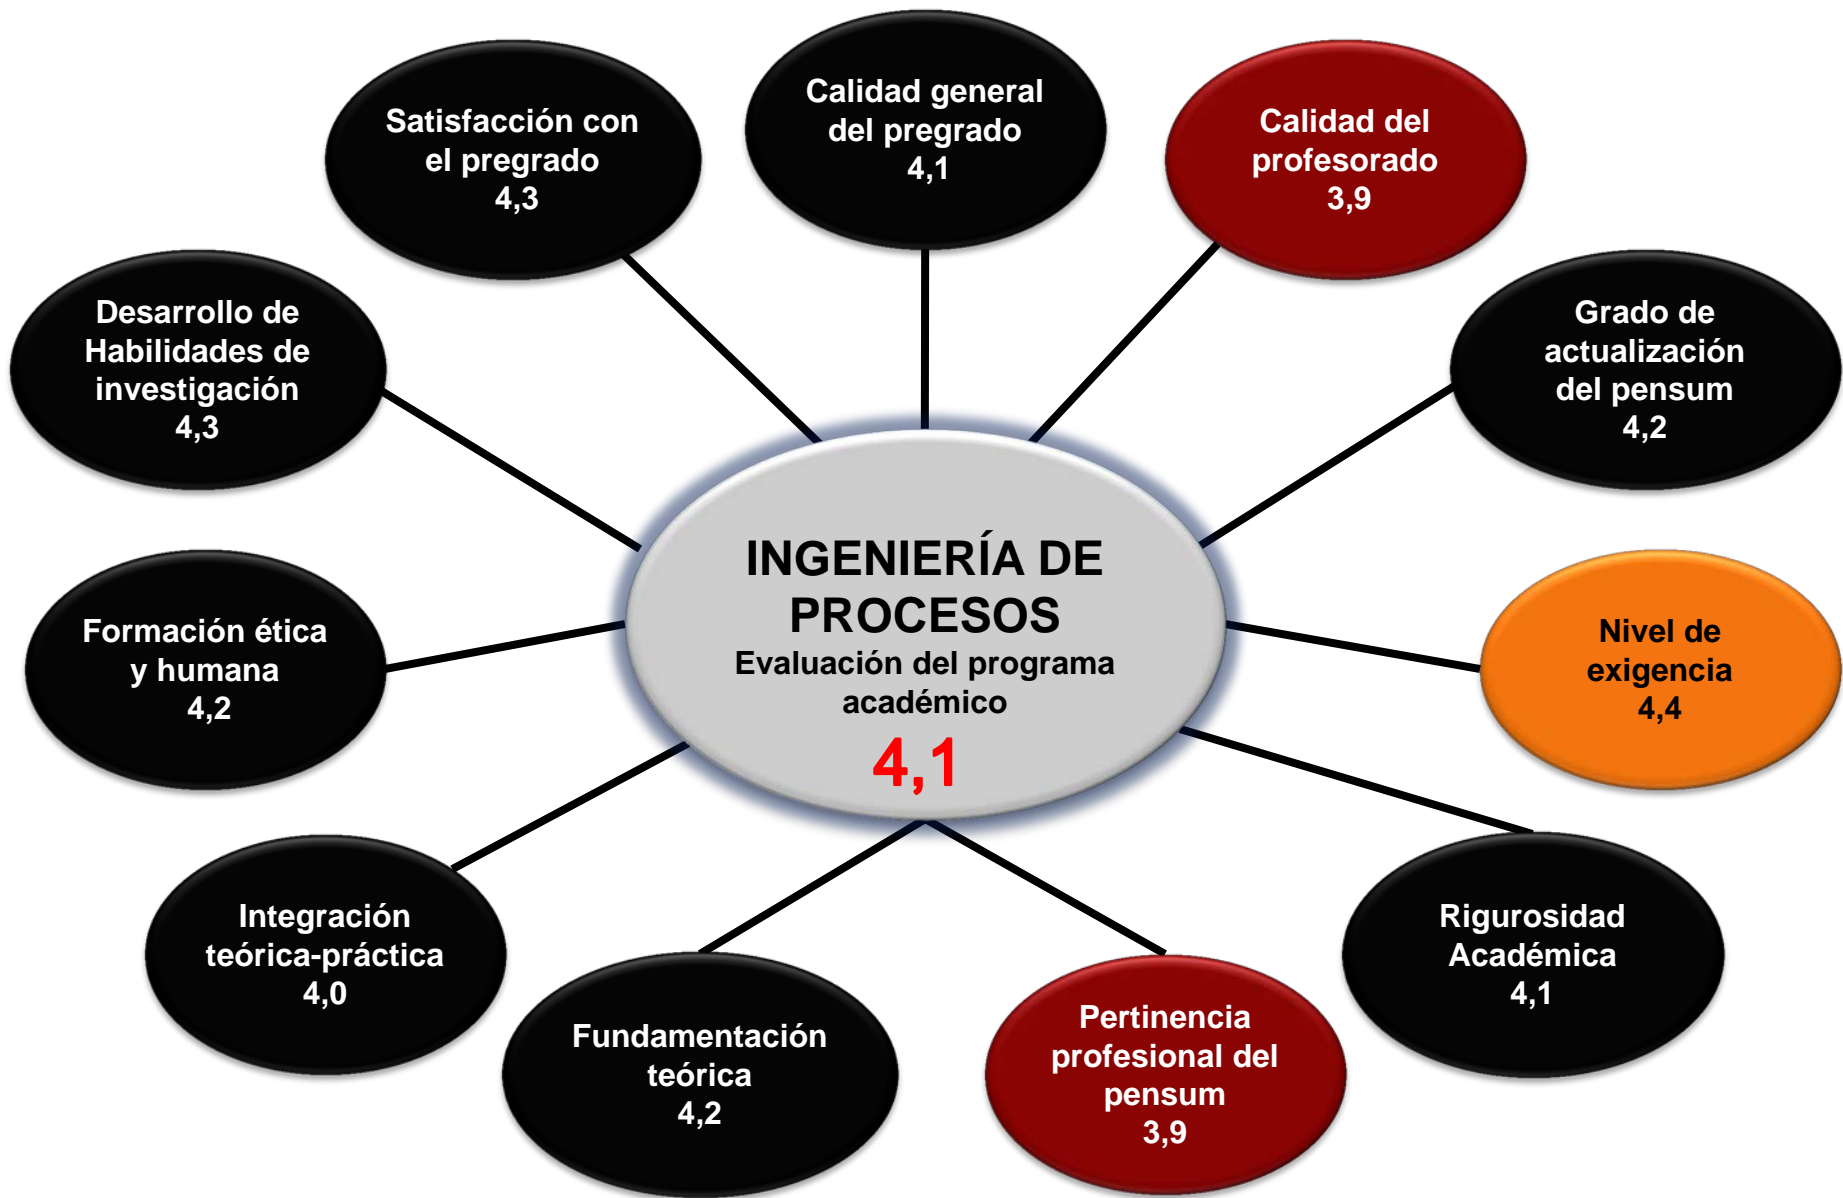 Calidad general
del pregrado
4,1
Satisfacción con
el pregrado
4,3
Calidad del
profesorado
3,9
Desarrollo de
Habilidades de
investigación
4,3
Grado de
actualización
del pensum
4,2
INGENIERÍA DE
PROCESOS
Evaluación del programa
académico
4,1
Formación ética
y humana
4,2
Nivel de
exigencia
4,4
Integración
teórica-práctica
4,0
Rigurosidad
Académica
4,1
Fundamentación
teórica
4,2
Pertinencia
profesional del
pensum
3,9